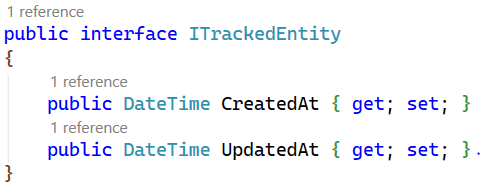 1 reference
public interface ITrackedEntity
{
1 reference
public DateTime CreatedAt { get; set; }
1 reference
public DateTime UpdatedAt { get; set; } .
}